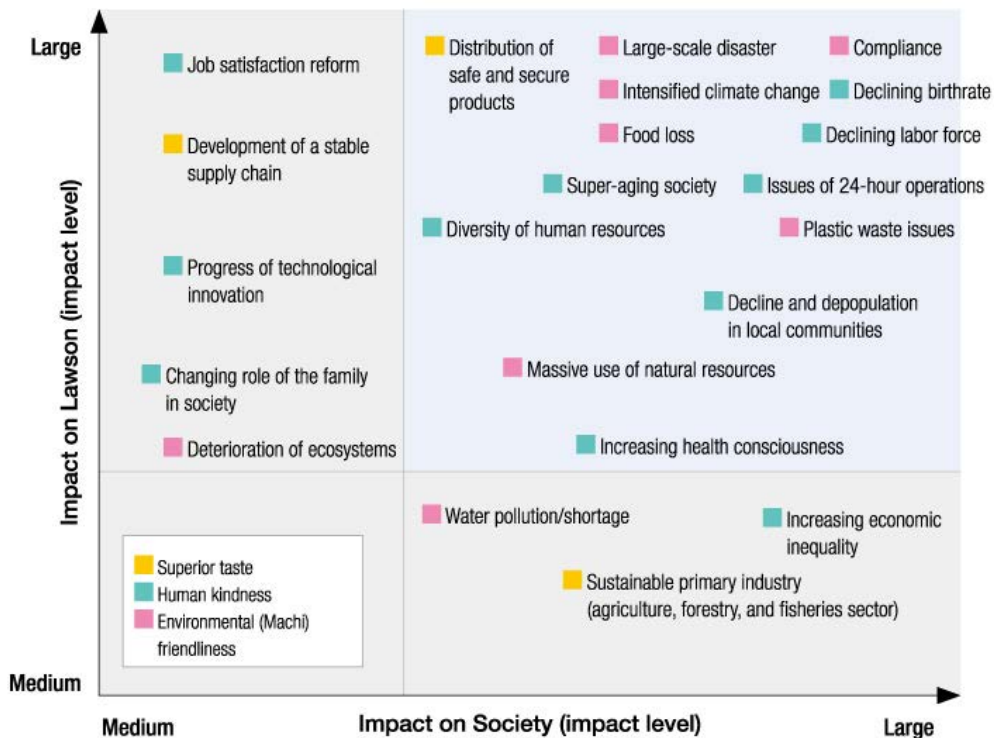 Large
Impact on Lawson (impact level)
Medium
Job satisfaction reform
Development of a stable
supply chain
Progress of technological
innovation
Changing role of the family
in society
Deterioration of ecosystems
Distribution of
safe and secure
products
Large-scale disaster
Compliance
Intensified climate change
Declining birthrate
Food loss
Declining labor force
Super-aging society
Issues of 24-hour operations
Diversity of human resources
Plastic waste issues
Decline and depopulation
in local communities
Massive use of natural resources
Increasing health consciousness
Water pollution/shortage
Increasing economic
inequality
Sustainable primary industry
(agriculture, forestry, and fisheries sector)
Superior taste
Human kindness
Environmental (Machi)
friendliness
Medium
Impact on Society (impact level)
Large